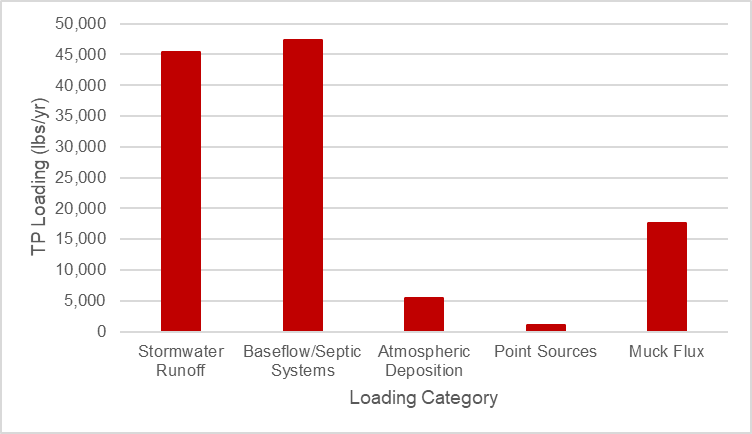 50,000
45,000
40,000
35,000
30,000
25,000
20,000
15,000
10,000
5,000
0
TP Loading (lbs/yr)
Stormwater
Runoff
Baseflow/Septic
Systems
Atmospheric
Deposition
Point Sources
Muck Flux
Loading Category